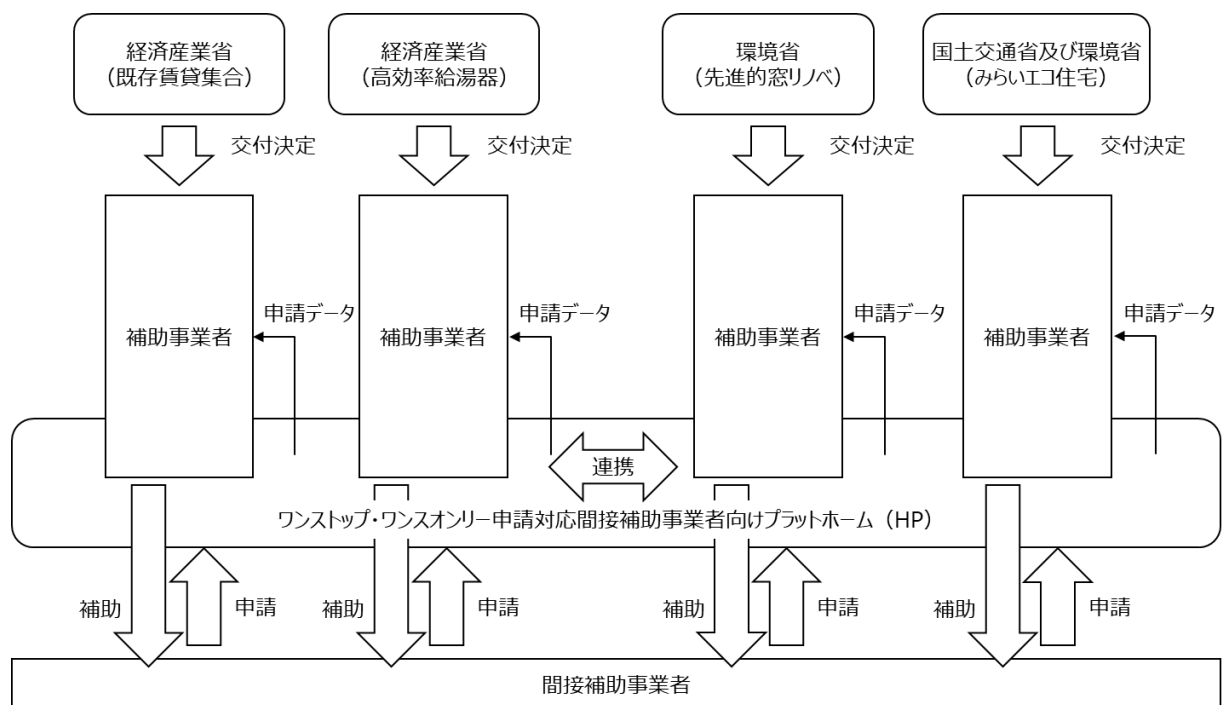 経済産業省
（既存賃貸集合）
経済産業省
（高効率給湯器）
環境省
（先進的窓リノベ）
国土交通省及び環境省
（みらいエコ住宅）
交付決定
交付決定
交付決定
交付決定
申請データ
申請データ
申請データ
申請データ
補助事業者
補助事業者
補助事業者
補助事業者
連携
ワンストップ・ワンスオンリー申請対応間接補助事業者向けプラットホーム（HP）
補助
申請
補助
申請
補助
申請
補助
申請
間接補助事業者